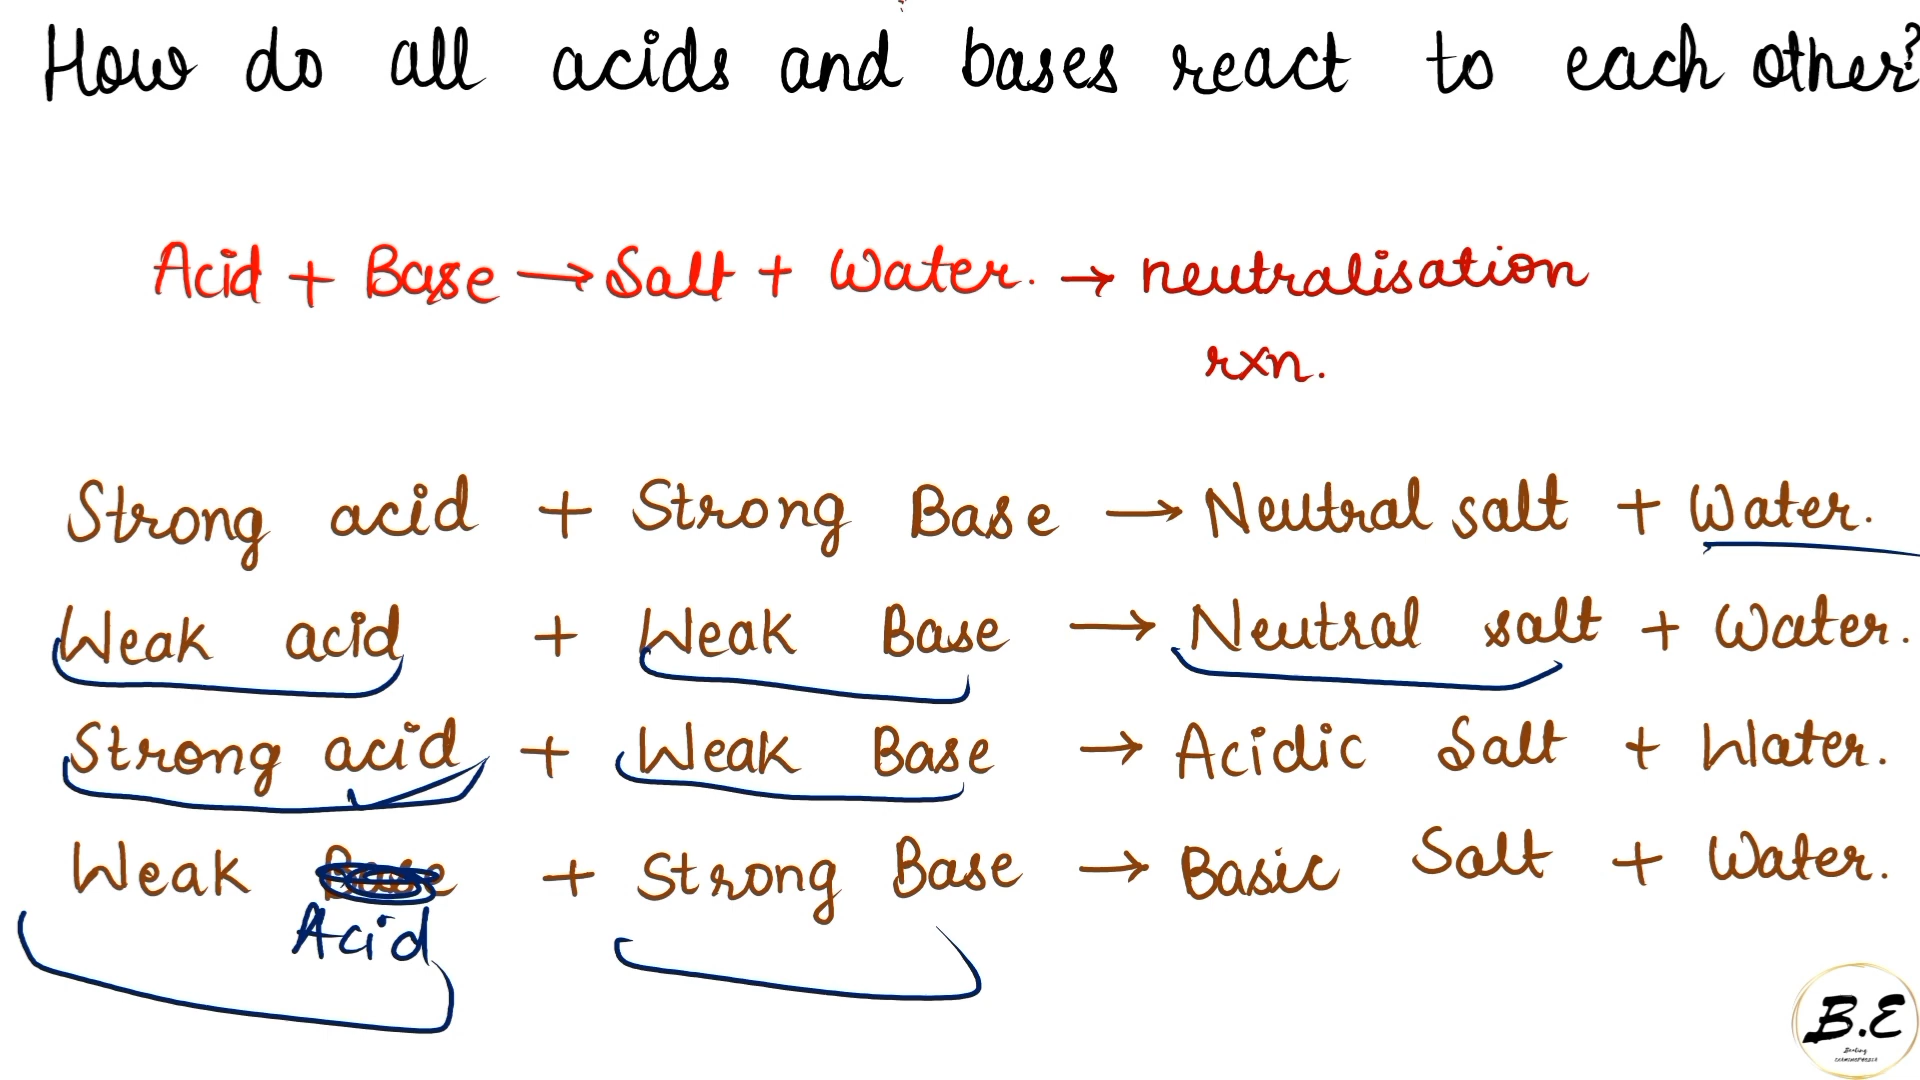 How do all acids and bases react to each other?
Acid + Base → Salt + Water. → neutralisation
rxn.
Strong acid + Strong Base → Neutral salt + Water.
Weak acid + Weak Base → Neutral salt + Water.
Strong acid + Weak Base → Acidic Salt + Water.
Weak Base + Strong Base → Basic Salt + Water.
Acid
B.E